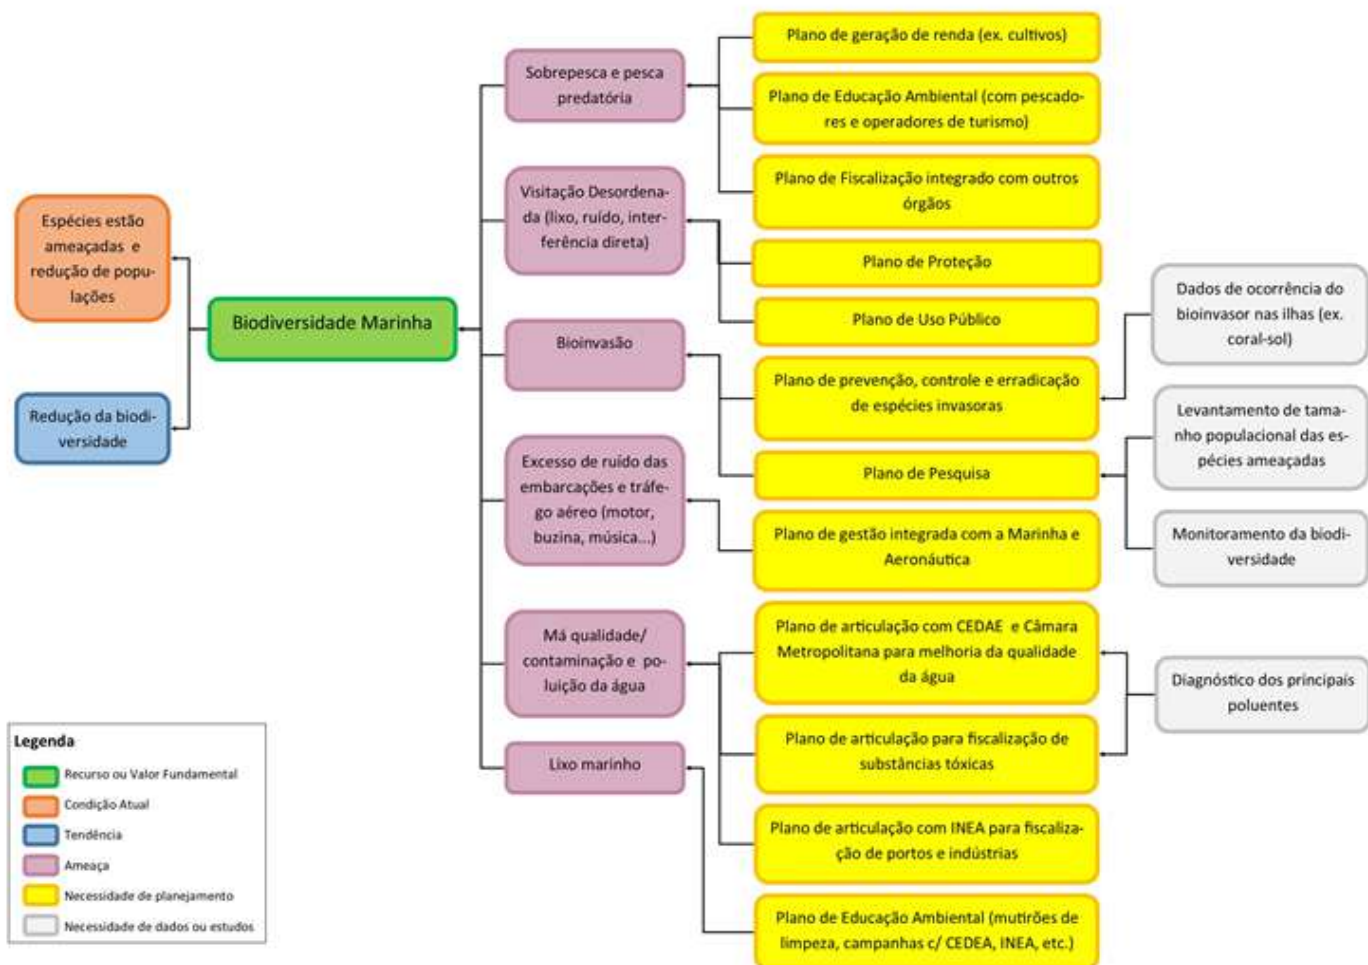 Plano de geração de renda (ex. cultivos)
Sobrepesca e pesca
predatória
Plano de Educação Ambiental (com pescado-
res e operadores de turismo)
Plano de Fiscalização integrado com outros
órgãos
Visitação Desordena-
da (lixo, ruído, inter-
ferência direta)
Espécies estão
ameaçadas e
redução de popu-
lações
Plano de Proteção
Dados de ocorrência do
bioinvasor nas ilhas (ex.
coral-sol)
Biodiversidade Marinha
Plano de Uso Público
Bioinvasão
Plano de prevenção, controle e erradicação
de espécies invasoras
Redução da biodi-
versidade
Levantamento de tama-
nho populacional das es-
pécies ameaçadas
Excesso de ruído das
embarcações e tráfe-
go aéreo (motor,
buzina, música...)
Plano de Pesquisa
Plano de gestão integrada com a Marinha e
Aeronáutica
Monitoramento da biodi-
versidade
Má qualidade/
contaminação e po-
luição da água
Plano de articulação com CEDAE e Câmara
Metropolitana para melhoria da qualidade
da água
Diagnóstico dos principais
poluentes
Plano de articulação para fiscalização de
substâncias tóxicas
Lixo marinho
Plano de articulação com INEA para fiscaliza-
ção de portos e indústrias
Plano de Educação Ambiental (mutirões de
limpeza, campanhas c/ CEDEA, INEA, etc.)
Legenda
Recurso ou Valor Fundamental
Condição Atual
Tendência
Ameaça
Necessidade de planejamento
Necessidade de dados ou estudos